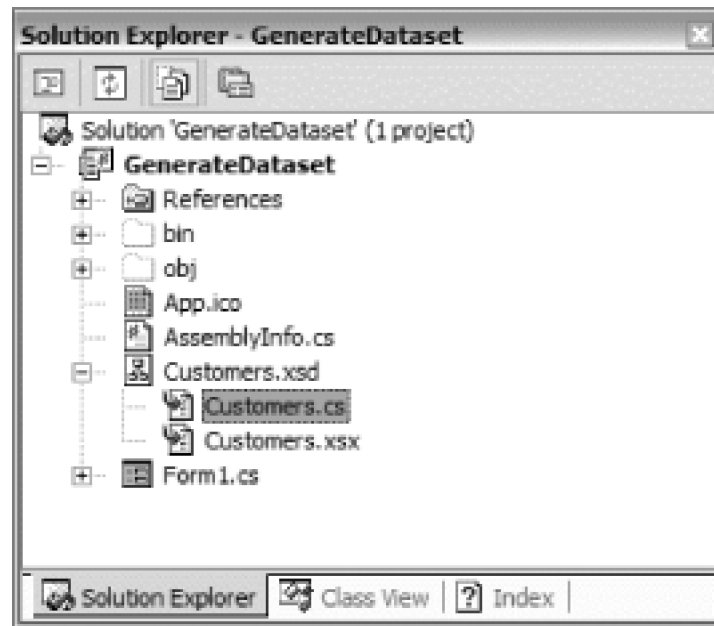 Solution Explorer - GenerateDataset
Solution 'GenerateDataset' (1 project)
GenerateDataset
References
bin
obj
App.ico
AssemblyInfo.cs
Customers.xsd
Customers.cs
Customers.xsx
Form1.cs
Solution Explorer Class View Index